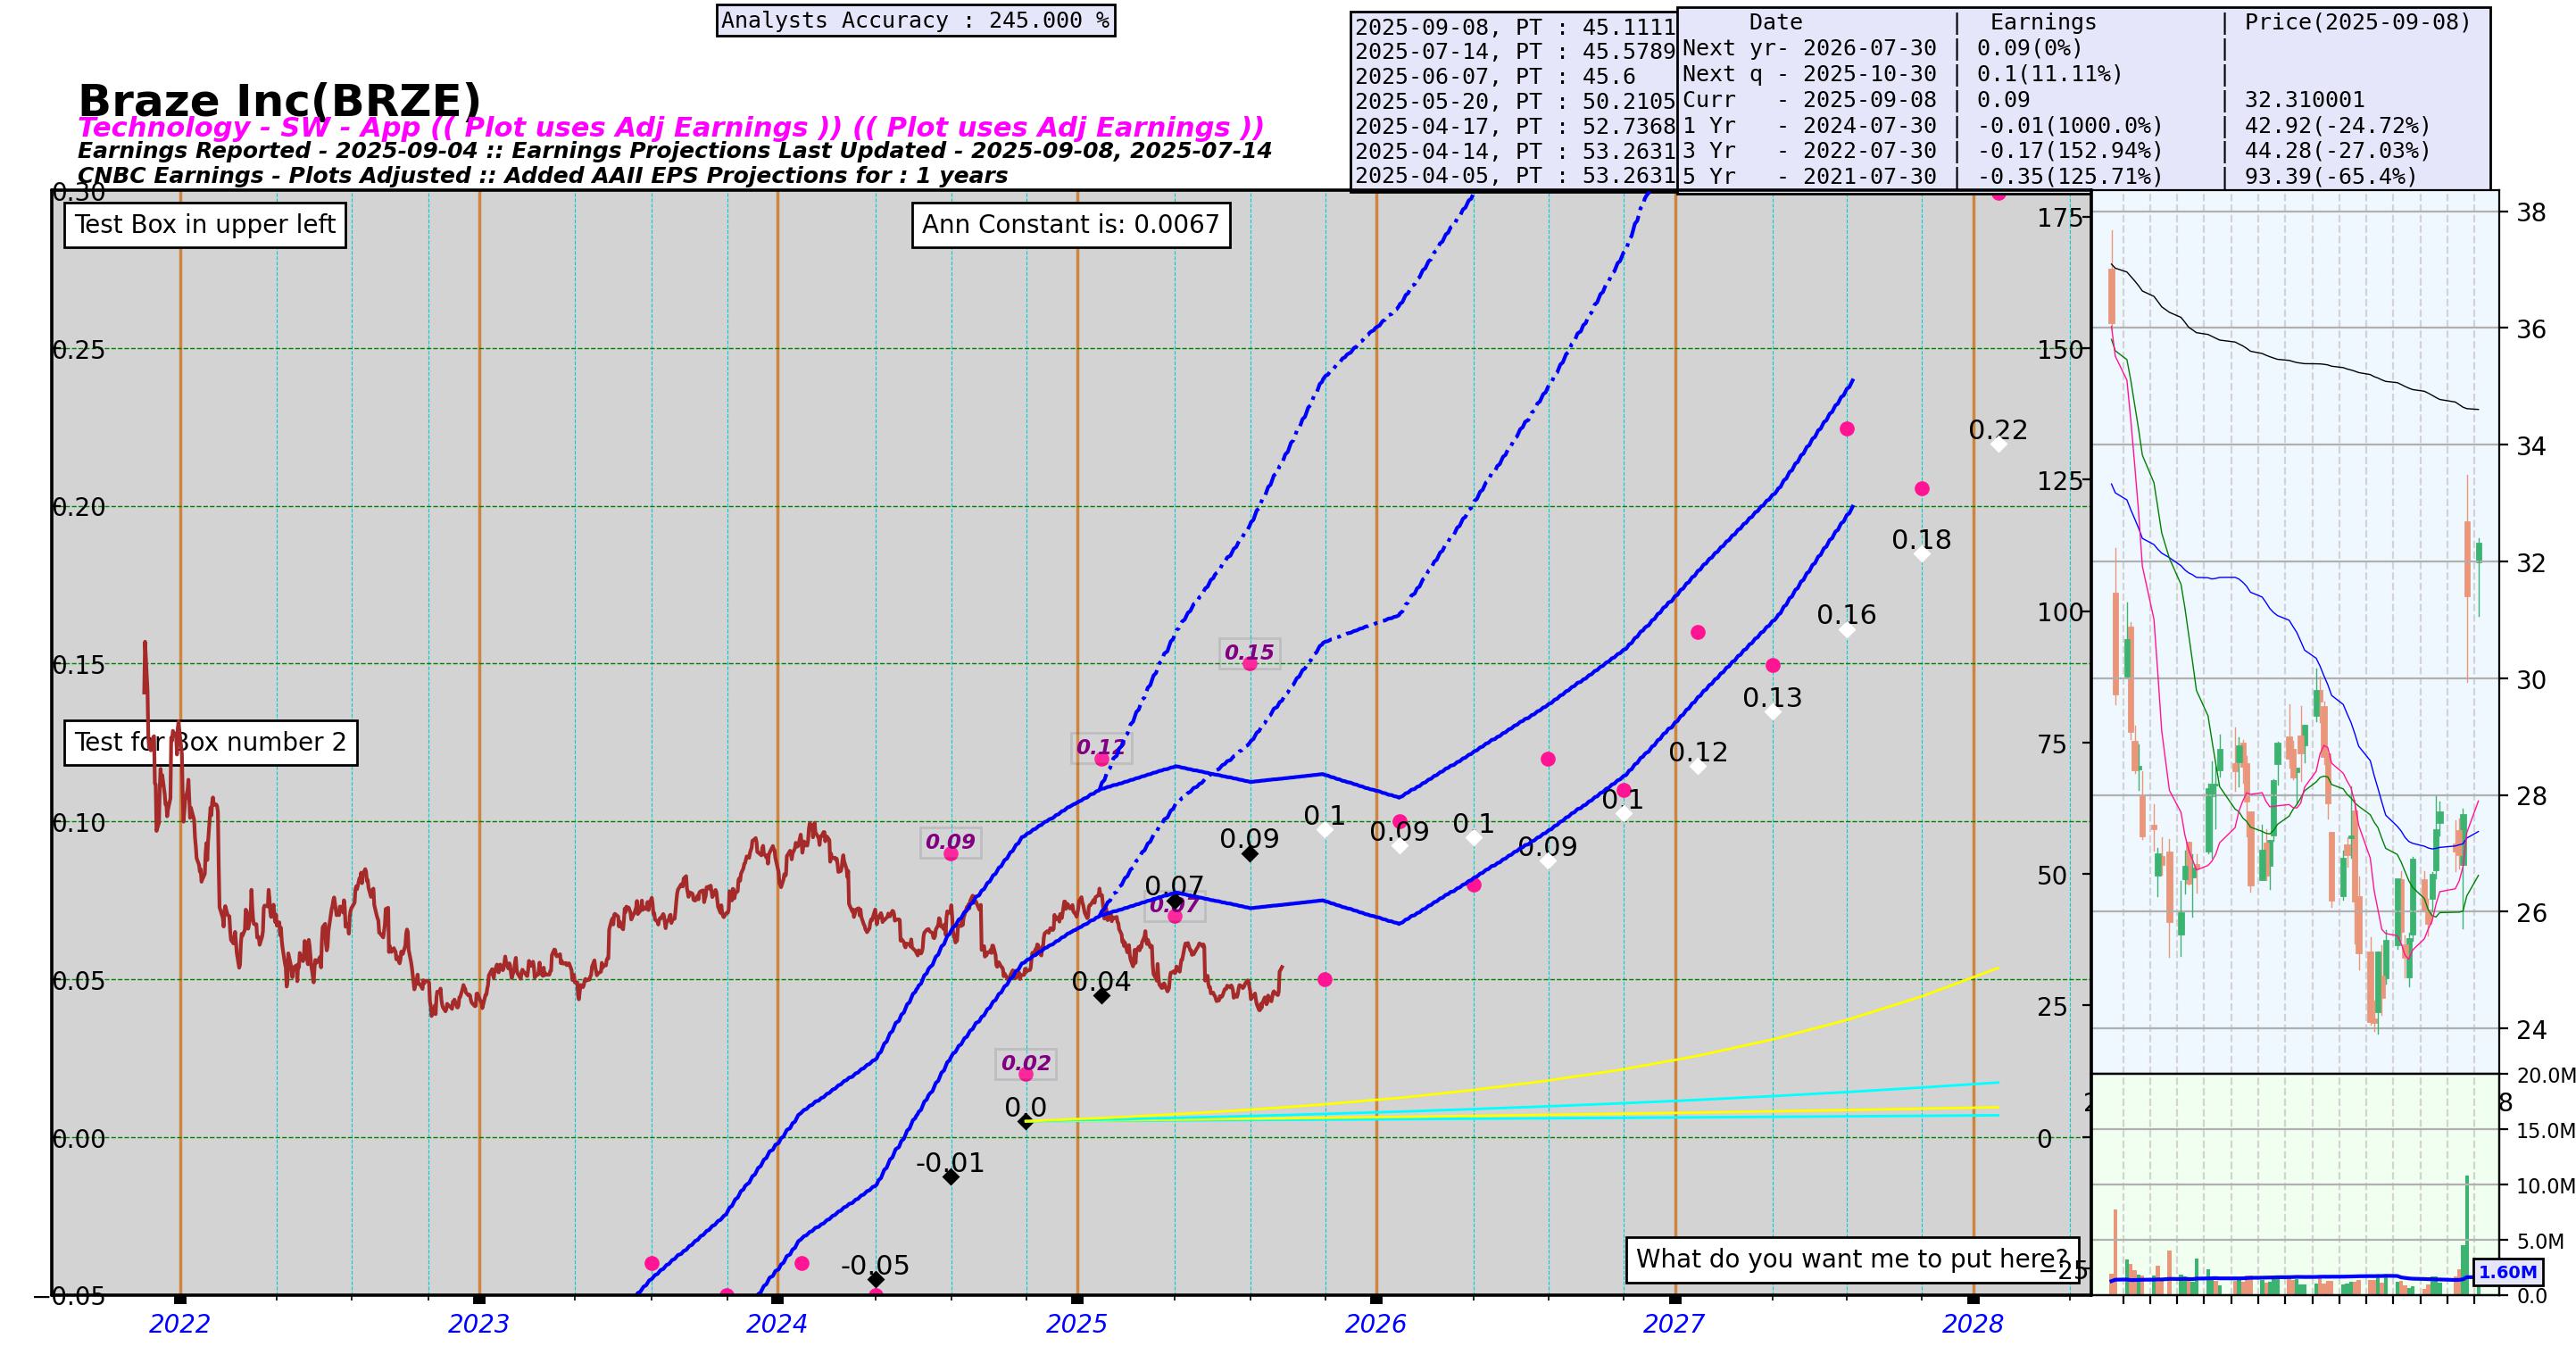 Analysts Accuracy : 245.000 %
2025-09-08, PT : 45.1111
2025-07-14, PT : 45.5789
2025-06-07, PT : 45.6
2025-05-20, PT : 50.2105
2025-04-17, PT : 52.7368
2025-04-14, PT : 53.2631
2025-04-05, PT : 53.2631
Date | Earnings | Price(2025-09-08)
Next yr- 2026-07-30 | 0.09(0%) |
Next q - 2025-10-30 | 0.1(11.11%) |
Curr - 2025-09-08 | 0.09 | 32.310001
1 Yr - 2024-07-30 | -0.01(1000.0%) | 42.92(-24.72%)
3 Yr - 2022-07-30 | -0.17(152.94%) | 44.28(-27.03%)
5 Yr - 2021-07-30 | -0.35(125.71%) | 93.39(-65.4%)
Braze Inc(BRZE)
Technology - SW - App (( Plot uses Adj Earnings )) (( Plot uses Adj Earnings ))
Earnings Reported - 2025-09-04 :: Earnings Projections Last Updated - 2025-09-08, 2025-07-14
CNBC Earnings - Plots Adjusted :: Added AAII EPS Projections for : 1 years
Test Box in upper left
Ann Constant is: 0.0067
Test for Box number 2
What do you want me to put here?
0.30
0.25
0.20
0.15
0.10
0.05
0.00
−0.05
-0.05
-0.01
0.0
0.04
0.07
0.09
0.1
0.09
0.1
0.09
0.1
0.12
0.13
0.16
0.18
0.22
0.09
0.02
0.12
0.07
0.15
175
150
125
100
75
50
25
0
−25
38
36
34
32
30
28
26
24
20.0M
15.0M
10.0M
5.0M
0.0
1.60M
8
2022
2023
2024
2025
2026
2027
2028